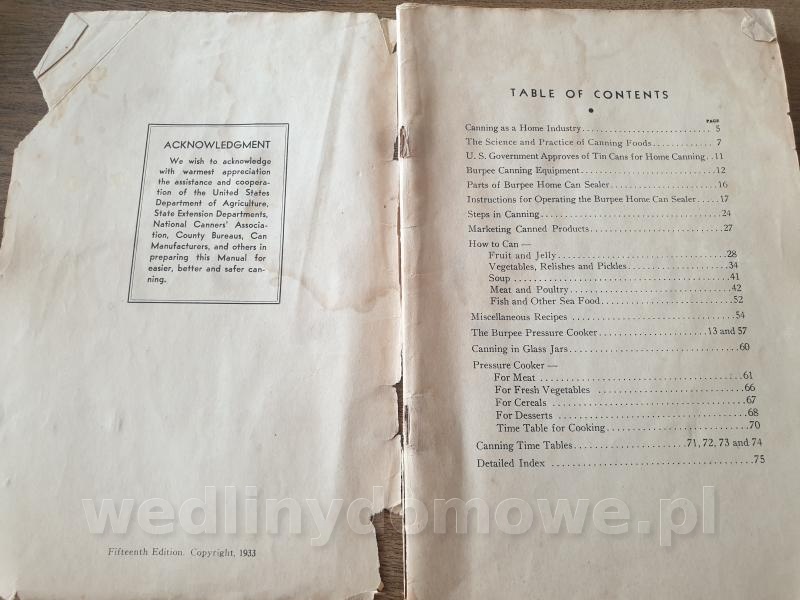 ACKNOWLEDGMENT
We wish to acknowledge
with warmest appreciation
the assistance and coopera-
tion of the United States
Department of Agriculture,
State Extension Departments,
National Canners' Associa-
tion, County Bureaus, Can
Manufacturers, and others in
preparing this Manual for
easier, better and safer can-
ning.
Fifteenth Edition. Copyright, 1933
TABLE OF CONTENTS
PAGE
Canning as a Home Industry............................ 5
The Science and Practice of Canning Foods.............. 7
U. S. Government Approves of Tin Cans for Home Canning..11
Burpee Canning Equipment..............................12
Parts of Burpee Home Can Sealer.......................16
Instructions for Operating the Burpee Home Can Sealer.....17
Steps in Canning......................................24
Marketing Canned Products.............................27
How to Can—
Fruit and Jelly.....................................28
Vegetables, Relishes and Pickles......................34
Soup ..............................................41
Meat and Poultry...................................42
Fish and Other Sea Food............................52
Miscellaneous Recipes .................................54
The Burpee Pressure Cooker......................13 and 57
Canning in Glass Jars..................................60
Pressure Cooker—
For Meat .........................................61
For Fresh Vegetables ..............................66
For Cereals .......................................67
For Desserts ......................................68
Time Table for Cooking.............................70
Canning Time Tables.......................71, 72, 73 and 74
Detailed Index ........................................75
wedlinydomowe.pl